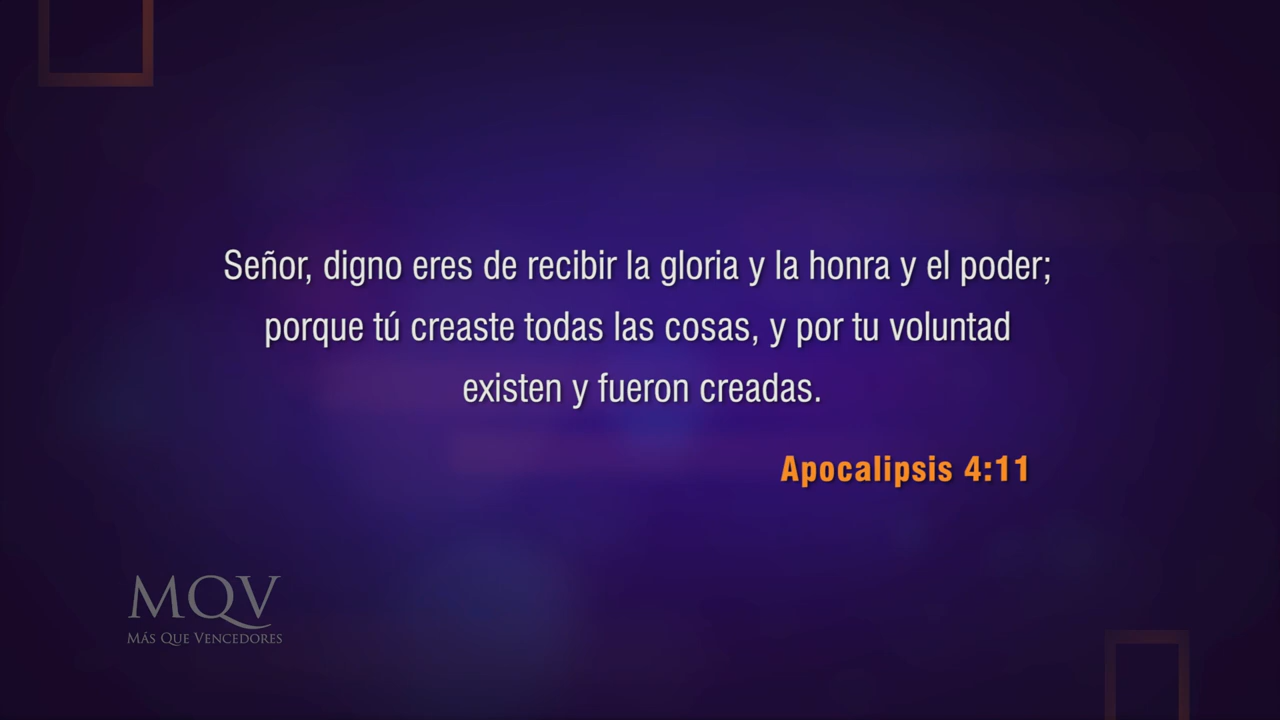 Señor, digno eres de recibir la gloria y la honra y el poder;
porque tú creaste todas las cosas, y por tu voluntad
existen y fueron creadas.
Apocalipsis 4:11
MQV
MÁS QUE VENCEDORES